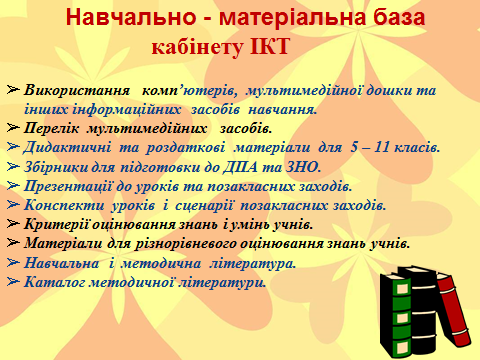 Навчально - матеріальна база
кабінету ІКТ
➢ Використання комп’ютерів, мультимедійної дошки та
інших інформаційних засобів навчання.
➢ Перелік мультимедійних засобів.
➢ Дидактичні та роздаткові матеріали для 5 – 11 класів.
➢ Збірники для підготовки до ДПА та ЗНО.
➢ Презентації до уроків та позакласних заходів.
➢ Конспекти уроків і сценарії позакласних заходів.
➢ Критерії оцінювання знань і умінь учнів.
➢ Матеріали для різнорівневого оцінювання знань учнів.
➢ Навчальна і методична література.
➢ Каталог методичної літератури.